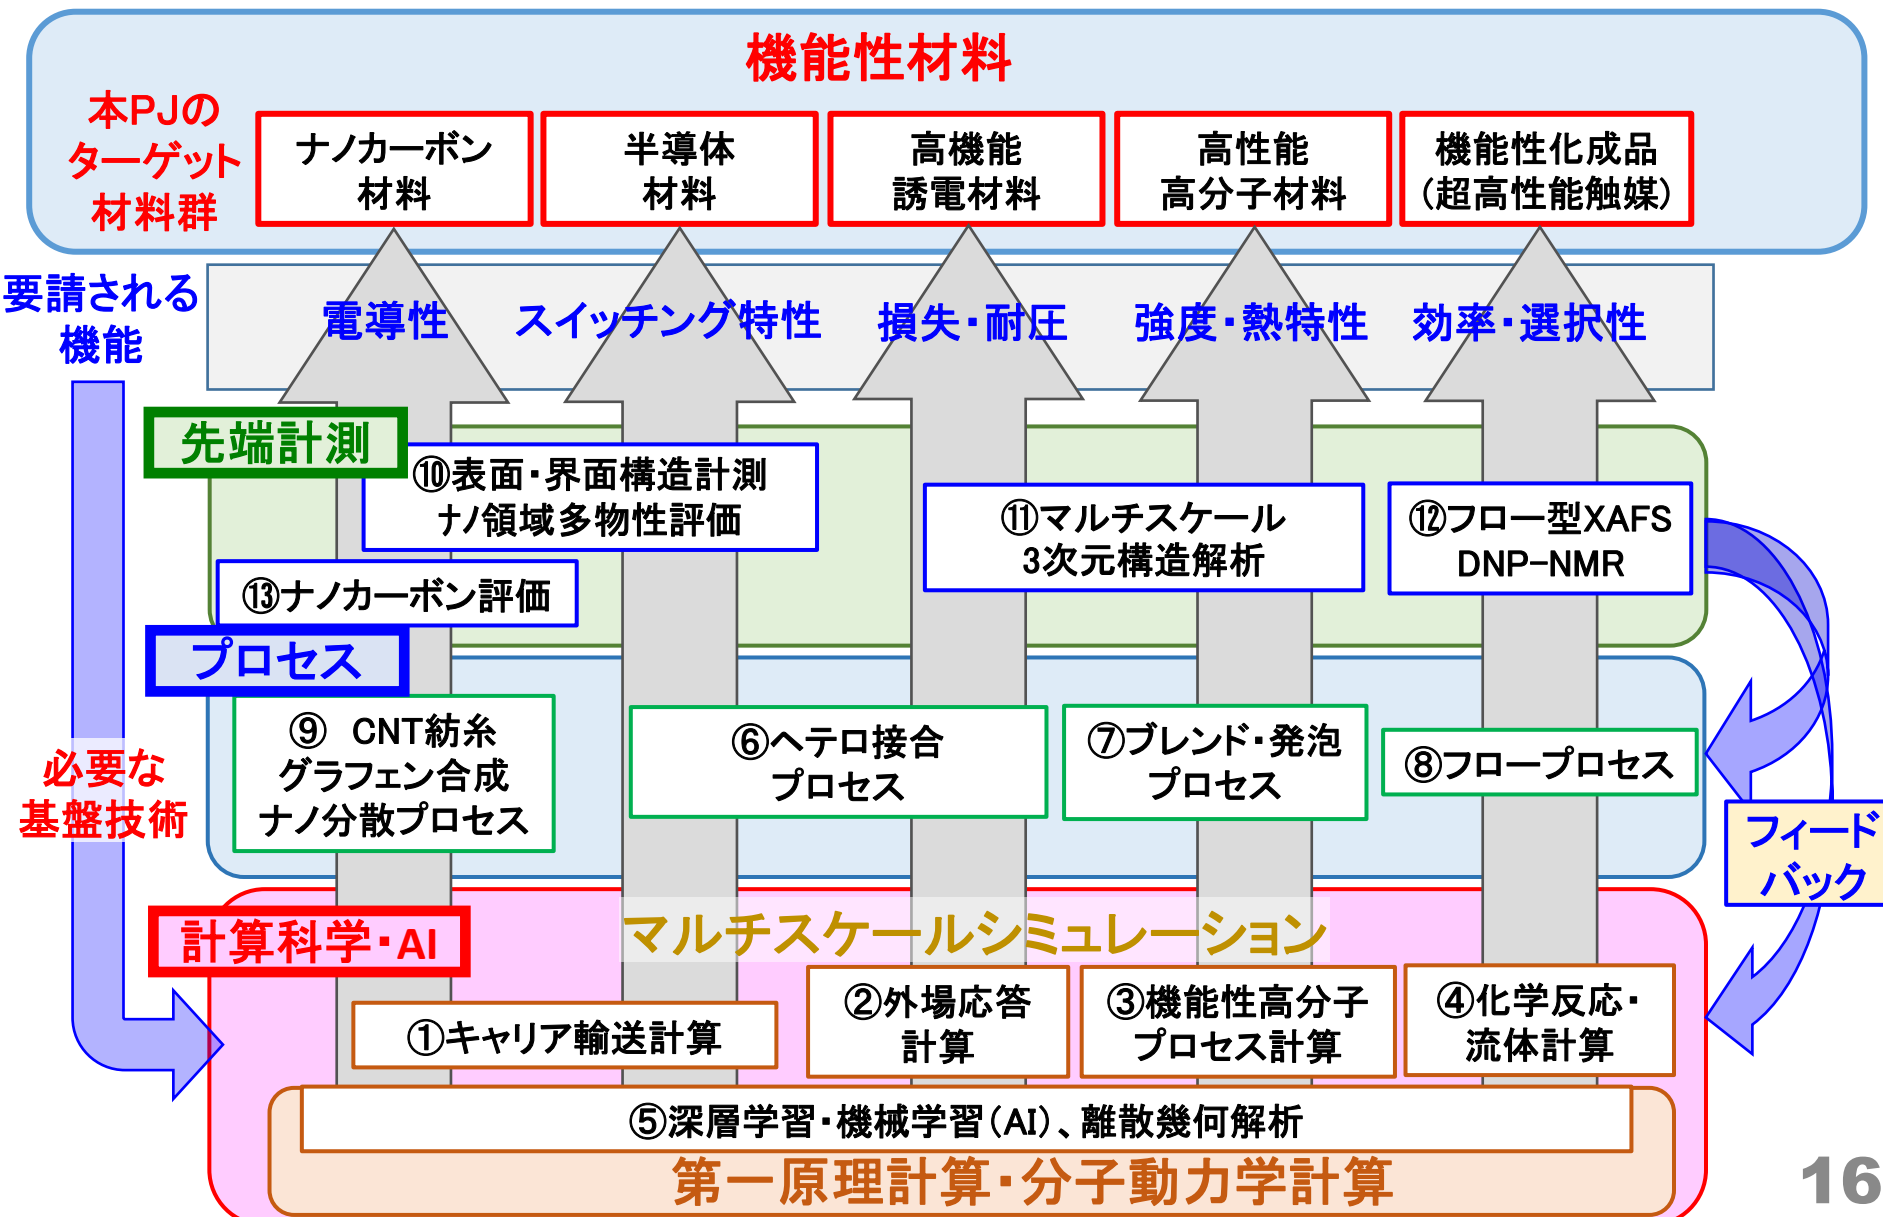 機能性材料
本PJの
ターゲット
材料群
ナノカーボン
材料
半導体
材料
高機能
誘電材料
高性能
高分子材料
機能性化成品
(超高性能触媒)
要請される
機能
電導性
スイッチング特性
損失・耐圧
強度・熱特性
効率・選択性
先端計測
⑩表面・界面構造計測
ナノ領域多物性評価
⑪マルチスケール
3次元構造解析
⑫フロー型XAFS
DNP-NMR
⑬ナノカーボン評価
プロセス
⑨ CNT紡糸
グラフェン合成
ナノ分散プロセス
⑥ヘテロ接合
プロセス
⑦ブレンド・発泡
プロセス
⑧フロープロセス
必要な
基盤技術
フィード
バック
計算科学・AI
マルチスケールシミュレーション
①キャリア輸送計算
②外場応答
計算
③機能性高分子
プロセス計算
④化学反応・
流体計算
⑤深層学習・機械学習(AI)、離散幾何解析
第一原理計算・分子動力学計算
16